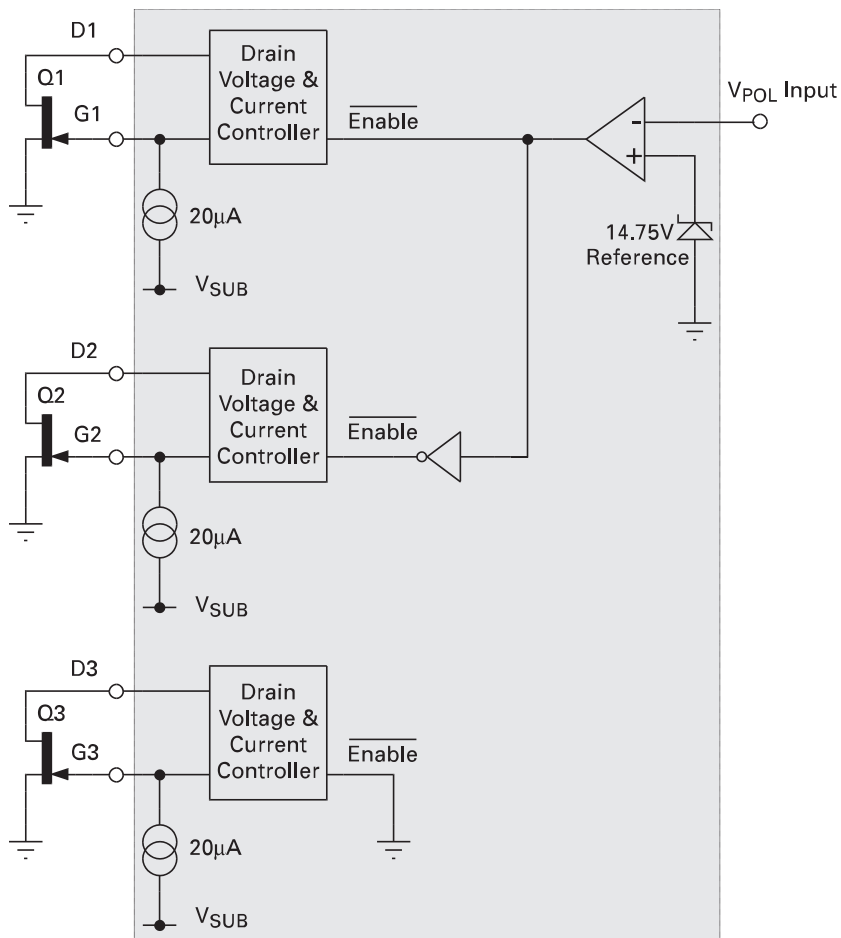 D1
Drain
Voltage &
Current
Controller
Q1
G1
Enable
VPOL Input
-
+
20μA
14.75V
Reference
VSUB
D2
Drain
Voltage &
Current
Controller
Q2
G2
Enable
20μA
VSUB
D3
Drain
Voltage &
Current
Controller
Q3
G3
Enable
20μA
VSUB